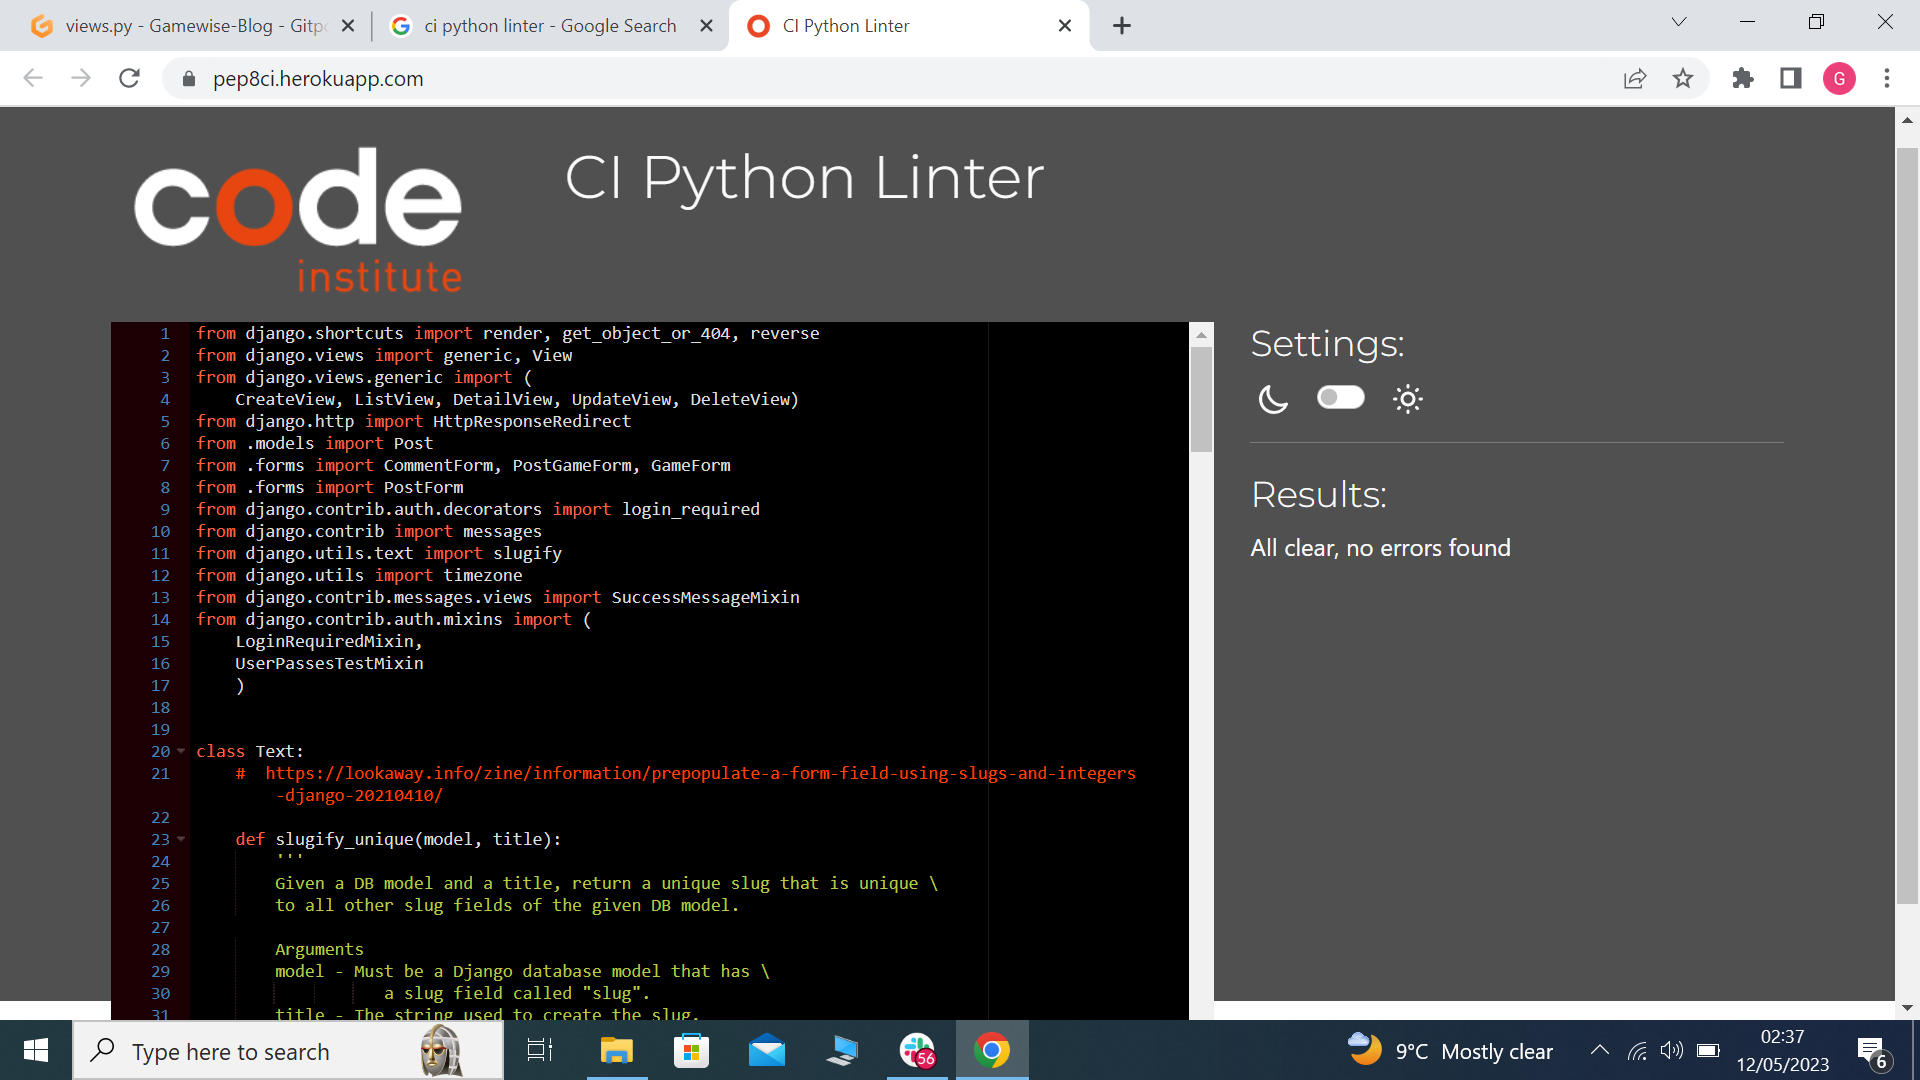 views.py - Gamewise-Blog - Gitpo
ci python linter - Google Search
CI Python Linter
pep8ci.herokuapp.com
G
code
institute
CI Python Linter
1 from django.shortcuts import render, get_object_or_404, reverse
2 from django.views import generic, View
3 from django.views.generic import (
4     CreateView, ListView, DetailView, UpdateView, DeleteView)
5 from django.http import HttpResponseRedirect
6 from .models import Post
7 from .forms import CommentForm, PostGameForm, GameForm
8 from .forms import PostForm
9 from django.contrib.auth.decorators import login_required
10 from django.contrib import messages
11 from django.utils.text import slugify
12 from django.utils import timezone
13 from django.contrib.messages.views import SuccessMessageMixin
14 from django.contrib.auth.mixins import (
15     LoginRequiredMixin,
16     UserPassesTestMixin
17     )
18
19
20 class Text:
21     #  https://lookaway.info/zine/information/prepopulate-a-form-field-using-slugs-and-integers
-django-20210410/
22
23     def slugify_unique(model, title):
24         '''
25         Given a DB model and a title, return a unique slug that is unique \
26         to all other slug fields of the given DB model.
27
28         Arguments
29         model - Must be a Django database model that has \
30                    a slug field called "slug".
31         title - The string used to create the slug.
Settings:
Results:
All clear, no errors found
Type here to search
56
9°C Mostly clear
02:37
12/05/2023
6